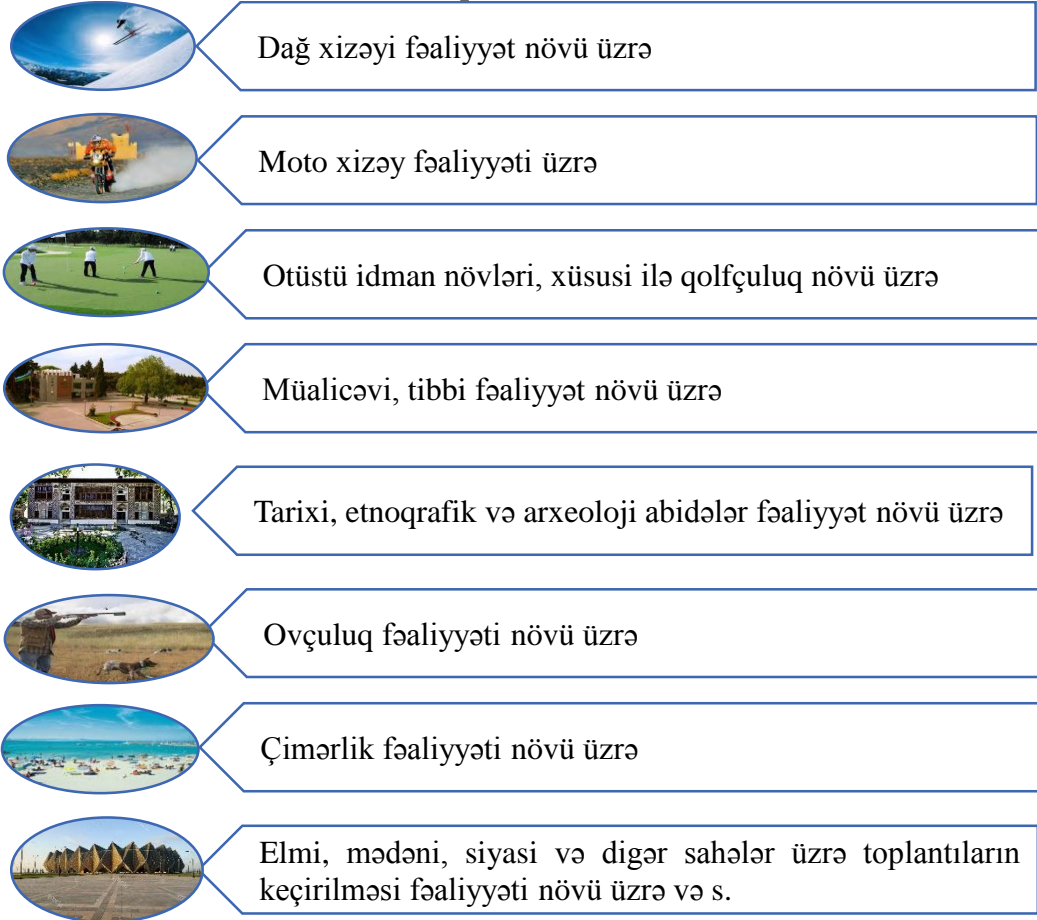 Dağ xizəyi fəaliyyət növü üzrə
Moto xizəy fəaliyyəti üzrə
Otüstü idman növləri, xüsusi ilə qolfçuluq növü üzrə
Müalicəvi, tibbi fəaliyyət növü üzrə
Tarixi, etnoqrafik və arxeoloji abidələr fəaliyyət növü üzrə
Ovçuluq fəaliyyəti növü üzrə
Çimərlik fəaliyyəti növü üzrə
Elmi, mədəni, siyasi və digər sahələr üzrə toplantıların
keçirilməsi fəaliyyəti növü üzrə və s.